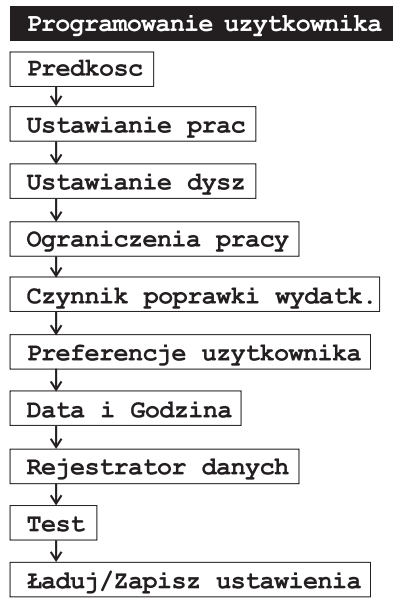 Programowanie uzytkownika
Predkosc
Ustawianie prac
Ustawianie dysz
Ograniczenia pracy
Czynnik poprawki wydatk.
Preferencje uzytkownika
Data i Godzina
Rejestrator danych
Test
Ładuj/Zapisz ustawienia